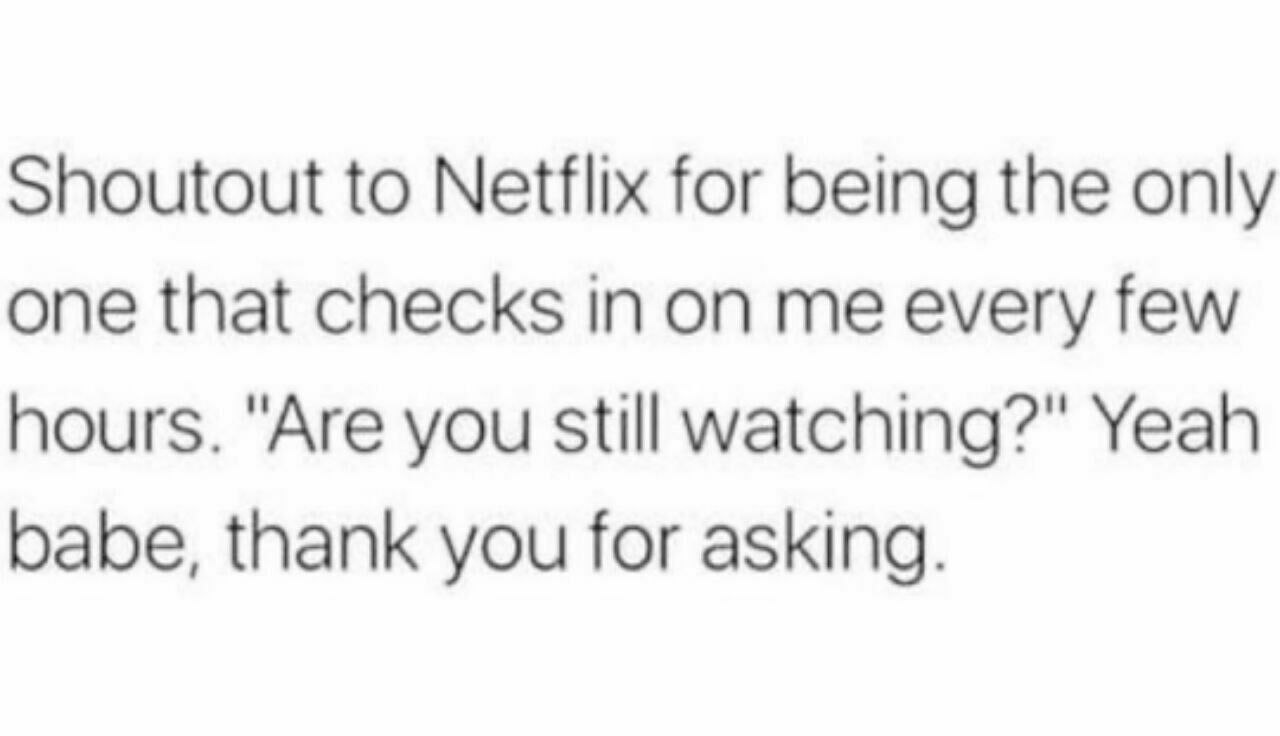 Shoutout to Netflix for being the only
one that checks in on me every few
hours. "Are you still watching?" Yeah
babe, thank you for asking.